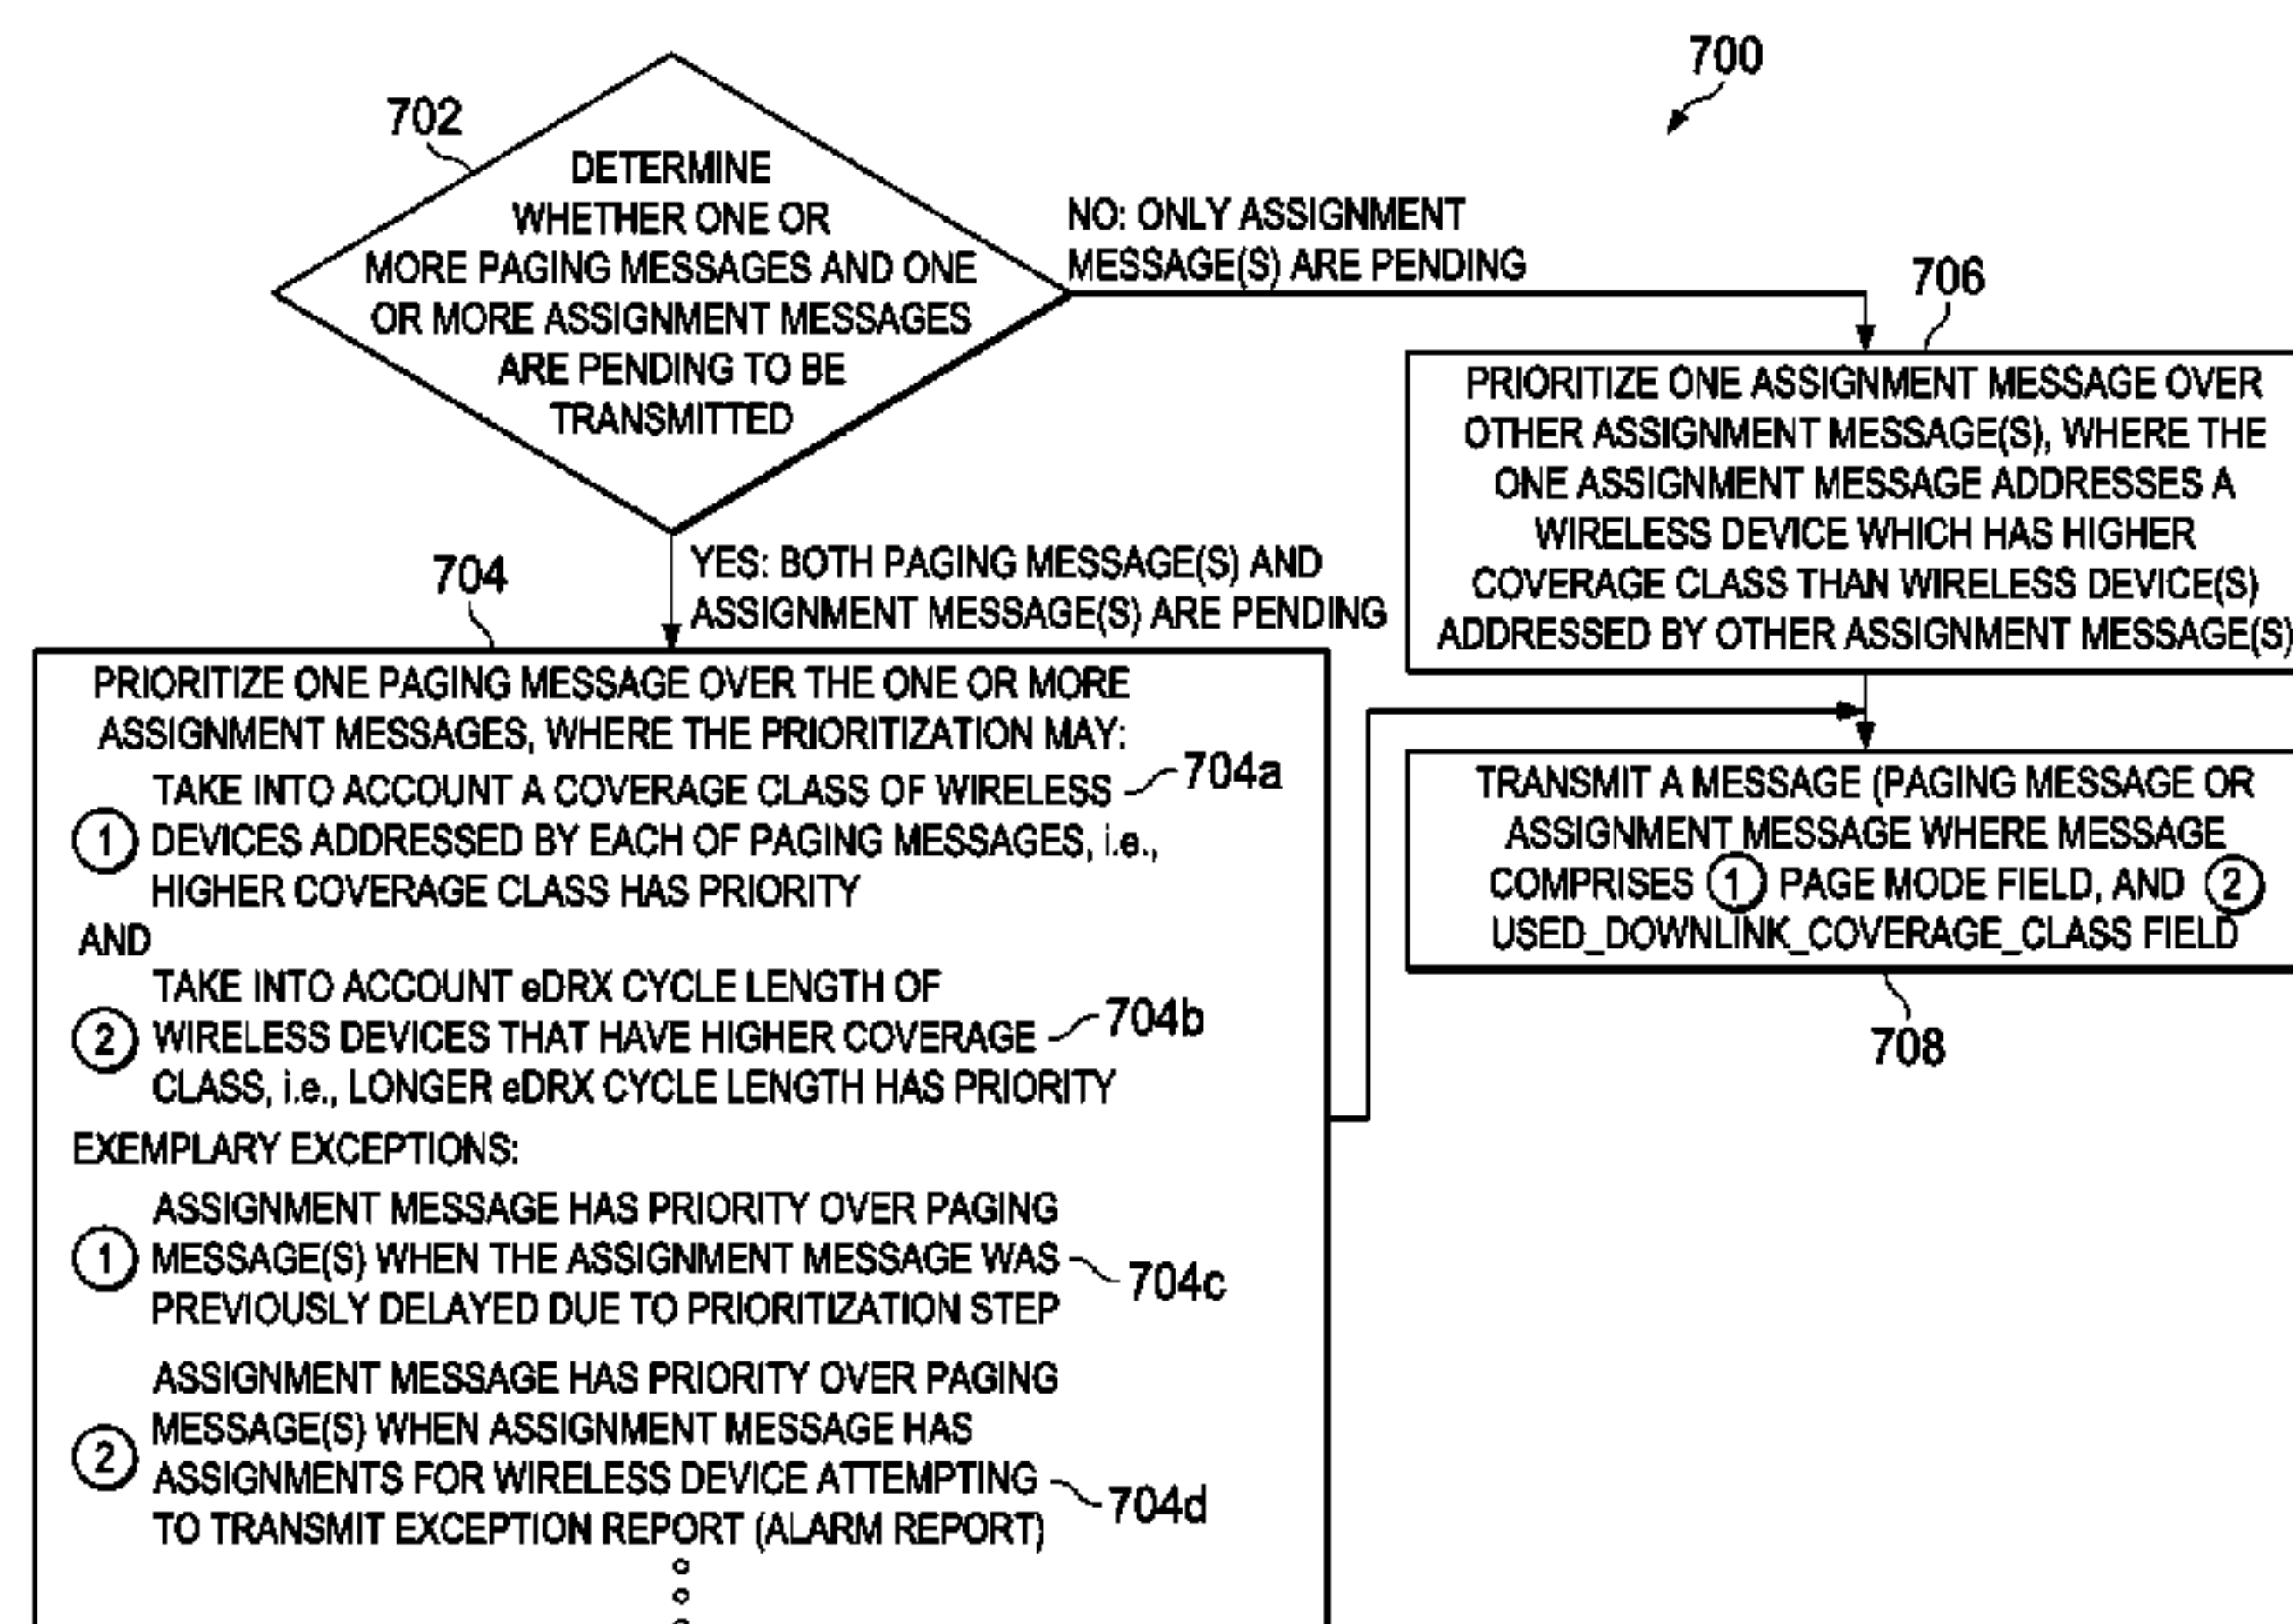 700
702
DETERMINE
WHETHER ONE OR
MORE PAGING MESSAGES AND ONE
OR MORE ASSIGNMENT MESSAGES
ARE PENDING TO BE
TRANSMITTED
NO: ONLY ASSIGNMENT
MESSAGE(S) ARE PENDING
706
PRIORITIZE ONE ASSIGNMENT MESSAGE OVER
OTHER ASSIGNMENT MESSAGE(S), WHERE THE
ONE ASSIGNMENT MESSAGE ADDRESSES A
WIRELESS DEVICE WHICH HAS HIGHER
COVERAGE CLASS THAN WIRELESS DEVICE(S)
ADDRESSED BY OTHER ASSIGNMENT MESSAGE(S)
YES: BOTH PAGING MESSAGE(S) AND
ASSIGNMENT MESSAGE(S) ARE PENDING
704
PRIORITIZE ONE PAGING MESSAGE OVER THE ONE OR MORE
ASSIGNMENT MESSAGES, WHERE THE PRIORITIZATION MAY:
TAKE INTO ACCOUNT A COVERAGE CLASS OF WIRELESS 704a
1 DEVICES ADDRESSED BY EACH OF PAGING MESSAGES, i.e.,
HIGHER COVERAGE CLASS HAS PRIORITY
AND
TAKE INTO ACCOUNT eDRX CYCLE LENGTH OF
2 WIRELESS DEVICES THAT HAVE HIGHER COVERAGE 704b
CLASS, i.e., LONGER eDRX CYCLE LENGTH HAS PRIORITY
EXEMPLARY EXCEPTIONS:
ASSIGNMENT MESSAGE HAS PRIORITY OVER PAGING
1 MESSAGE(S) WHEN THE ASSIGNMENT MESSAGE WAS 704c
PREVIOUSLY DELAYED DUE TO PRIORITIZATION STEP
ASSIGNMENT MESSAGE HAS PRIORITY OVER PAGING
MESSAGE(S) WHEN ASSIGNMENT MESSAGE HAS
2 ASSIGNMENTS FOR WIRELESS DEVICE ATTEMPTING 704d
TO TRANSMIT EXCEPTION REPORT (ALARM REPORT)
TRANSMIT A MESSAGE (PAGING MESSAGE OR
ASSIGNMENT MESSAGE WHERE MESSAGE
COMPRISES 1 PAGE MODE FIELD, AND 2
USED_DOWNLINK_COVERAGE_CLASS FIELD
708